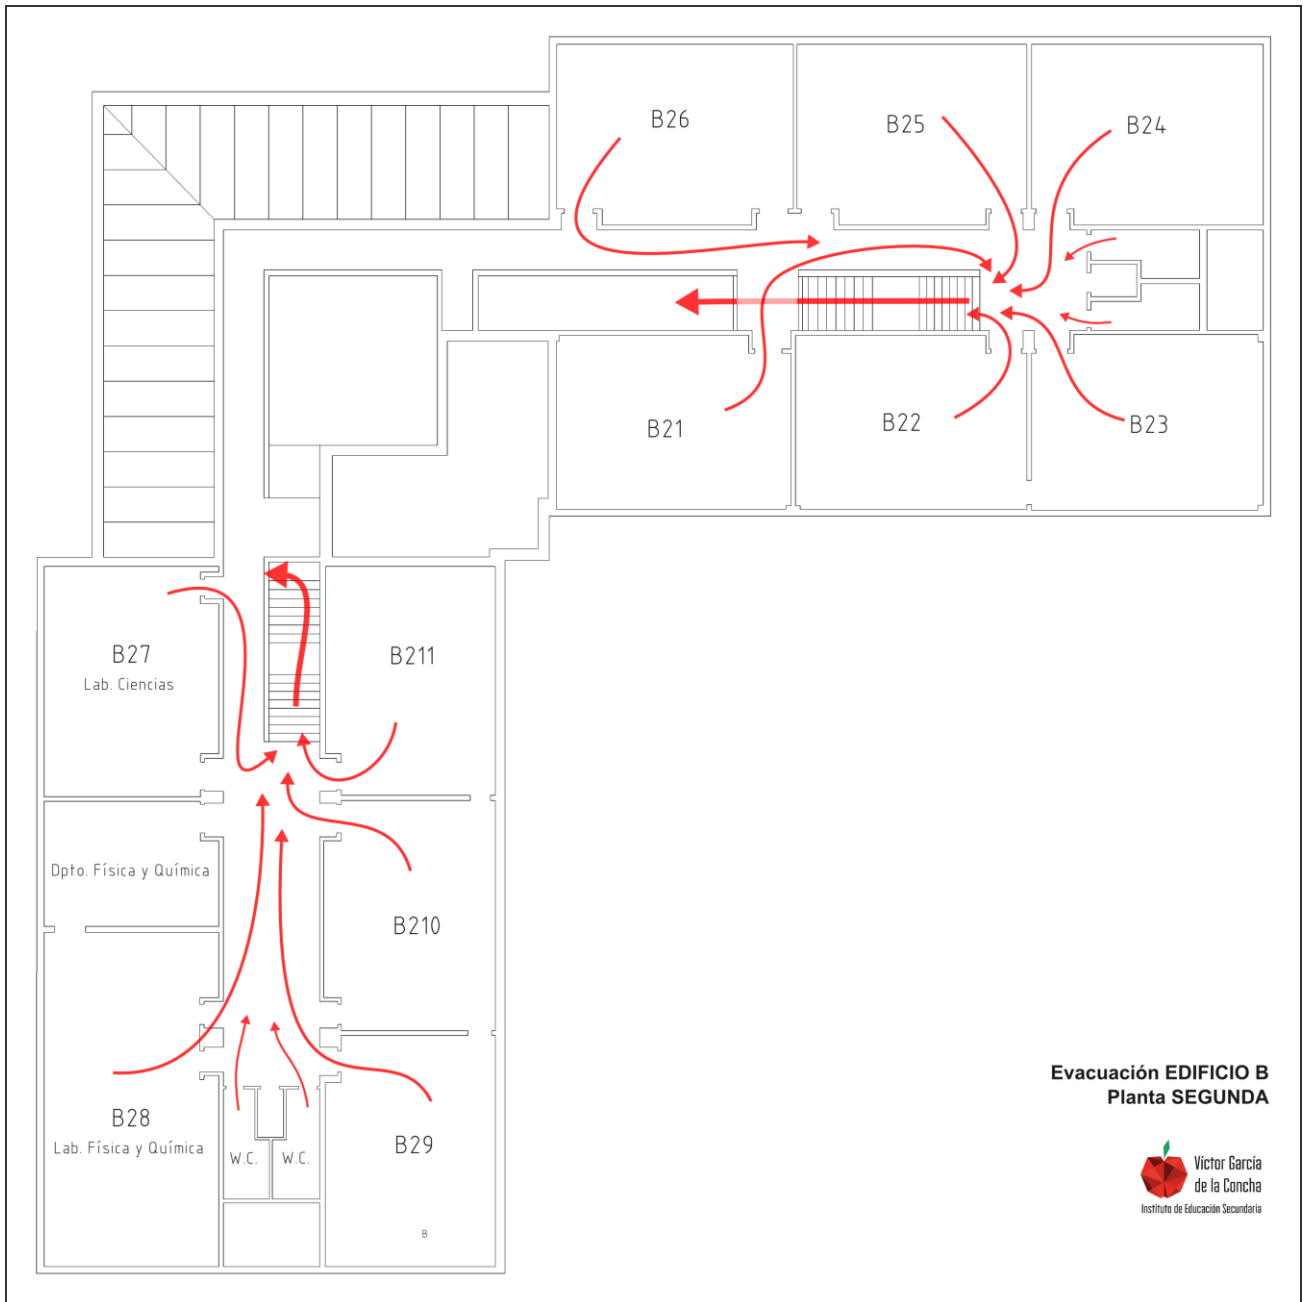 B26
B25
B24
B21
B22
B23
B27
Lab. Ciencias
B211
Dpto. Física y Química
B210
B28
Lab. Física y Química
W.C.
W.C.
B29
B
Evacuación EDIFICIO B
Planta SEGUNDA
Víctor García
de la Concha
Instituto de Educación Secundaria